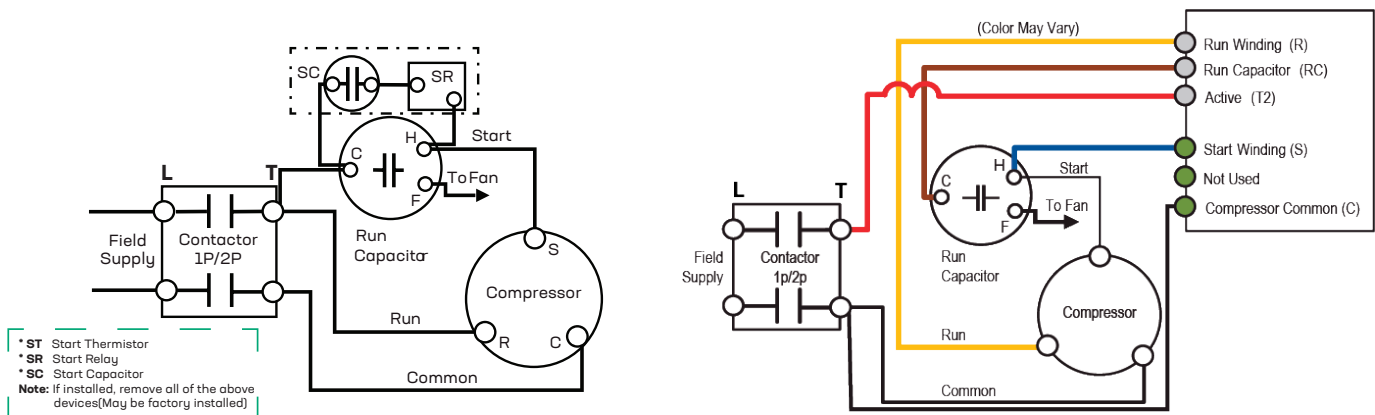 SC
SR
H
Start
C
To Fan
F
L
T
Field
Supply
Contactor
1P/2P
Run
Capacitor
S
Compressor
Run
R
C
Common
* ST Start Thermistor
* SR Start Relay
* SC Start Capacitor
Note: If installed, remove all of the above
devices(May be factory installed)
(Color May Vary)
Run Winding (R)
Run Capacitor (RC)
Active (T2)
Start Winding (S)
Not Used
Compressor Common (C)
H
Start
C
To Fan
F
L
T
Field
Supply
Contactor
1p/2p
Run
Capacitor
Compressor
Run
Common